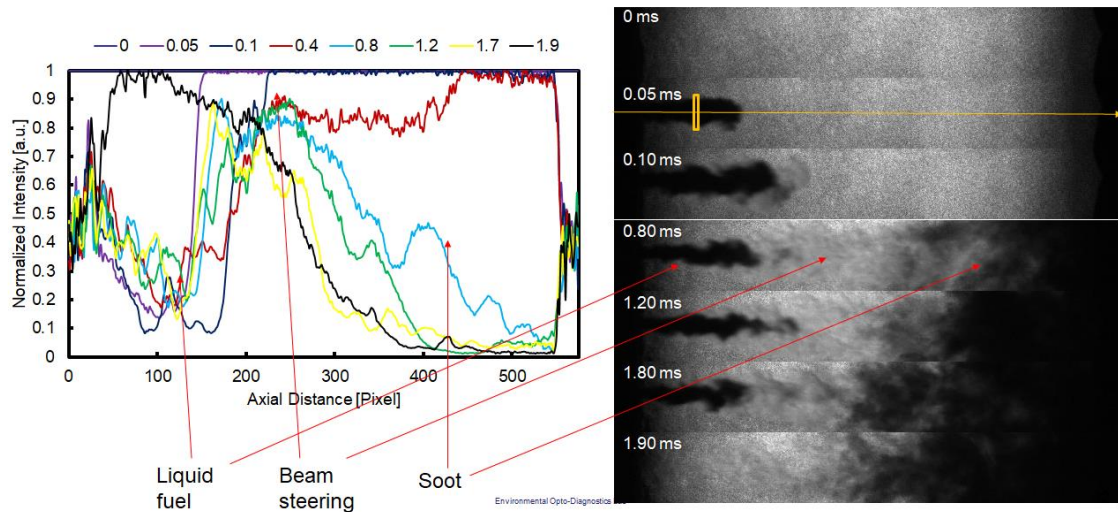 0 0.05 0.1 0.4 0.8 1.2 1.7 1.9
Normalized Intensity [a.u.]
1
0.9
0.8
0.7
0.6
0.5
0.4
0.3
0.2
0.1
0
0 100 200 300 400 500
Axial Distance [Pixel]
Liquid
fuel
Beam
steering
Soot
Environmental Opto-Diagnostics
0 ms
0.05 ms
0.10 ms
0.80 ms
1.20 ms
1.80 ms
1.90 ms